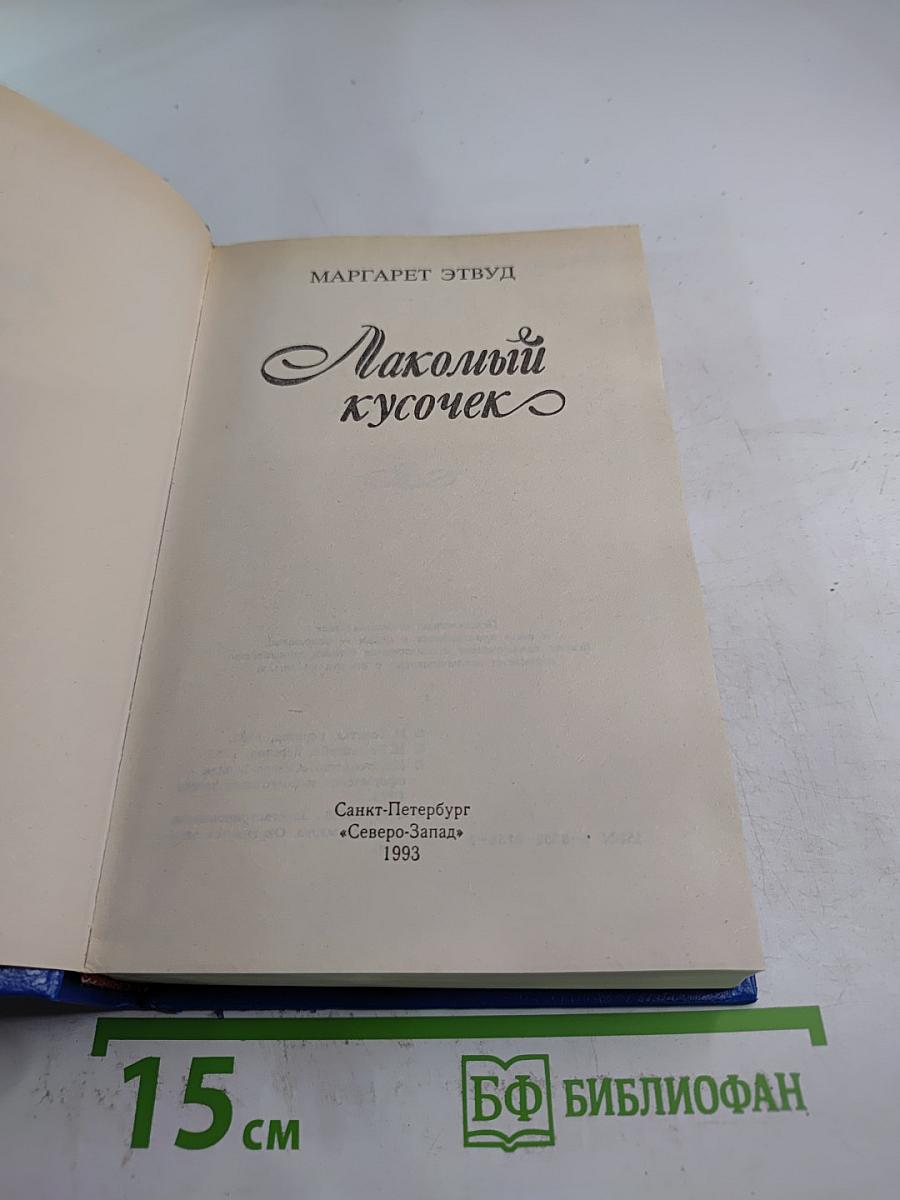 МАРГАРЕТ ЭТВУД
Лакомый
кусочек
Санкт-Петербург
«Северо-Запад»
1993
15 см
БФ БИБЛИОФАН